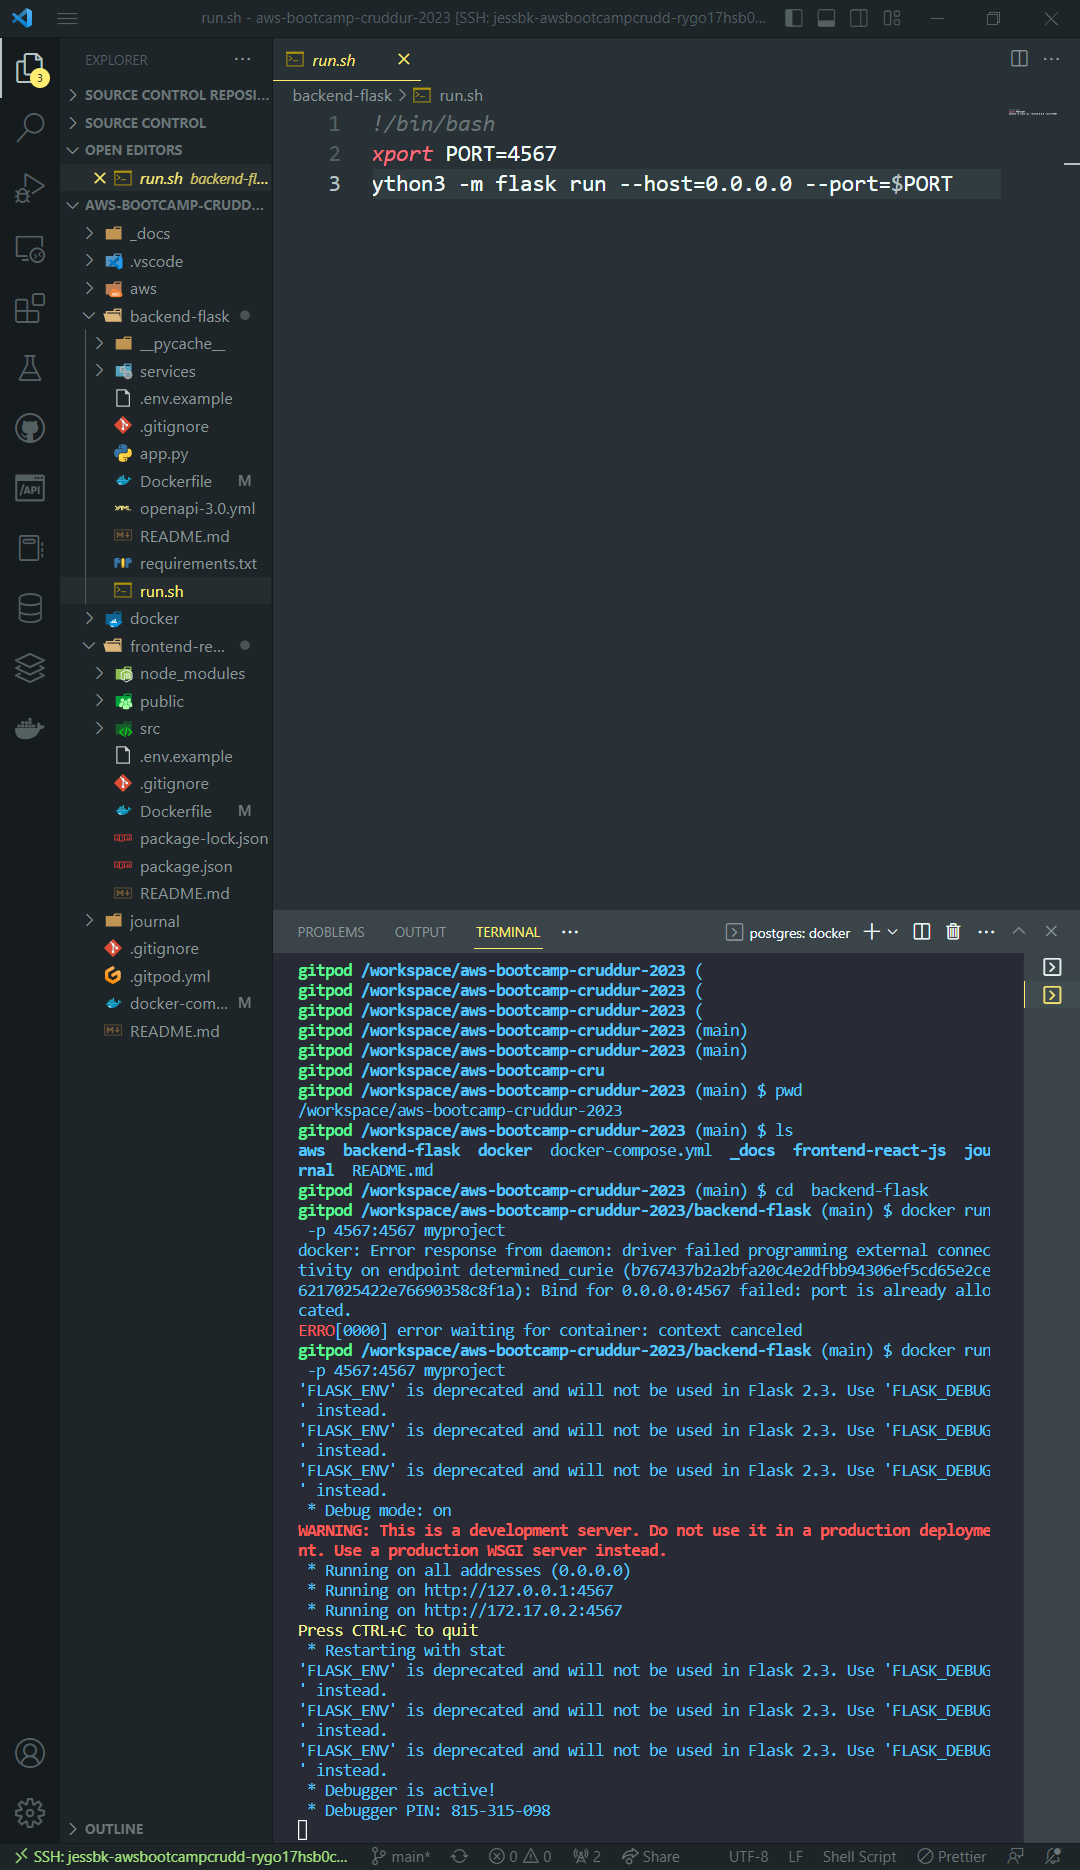 run.sh - aws-bootcamp-cruddur-2023 [SSH: jessbk-awsbootcampcrudd-rygo17hsb0...
3
EXPLORER
SOURCE CONTROL REPOSI...
SOURCE CONTROL
OPEN EDITORS
run.sh backend-fl...
AWS-BOOTCAMP-CRUDD...
_docs
.vscode
aws
backend-flask
__pycache__
services
.env.example
.gitignore
app.py
Dockerfile M
openapi-3.0.yml
README.md
requirements.txt
run.sh
docker
frontend-re...
node_modules
public
src
.env.example
.gitignore
Dockerfile M
package-lock.json
package.json
README.md
journal
.gitignore
.gitpod.yml
docker-com... M
README.md
OUTLINE
run.sh
backend-flask > run.sh
1 !/bin/bash
2 xport PORT=4567
3 ython3 -m flask run --host=0.0.0.0 --port=$PORT
PROBLEMS OUTPUT TERMINAL ... postgres: docker
gitpod /workspace/aws-bootcamp-cruddur-2023 (
gitpod /workspace/aws-bootcamp-cruddur-2023 (
gitpod /workspace/aws-bootcamp-cruddur-2023 (
gitpod /workspace/aws-bootcamp-cruddur-2023 (main)
gitpod /workspace/aws-bootcamp-cruddur-2023 (main)
gitpod /workspace/aws-bootcamp-cru
gitpod /workspace/aws-bootcamp-cruddur-2023 (main) $ pwd
/workspace/aws-bootcamp-cruddur-2023
gitpod /workspace/aws-bootcamp-cruddur-2023 (main) $ ls
aws backend-flask docker docker-compose.yml _docs frontend-react-js jou
rnal README.md
gitpod /workspace/aws-bootcamp-cruddur-2023 (main) $ cd backend-flask
gitpod /workspace/aws-bootcamp-cruddur-2023/backend-flask (main) $ docker run
-p 4567:4567 myproject
docker: Error response from daemon: driver failed programming external connec
tivity on endpoint determined_curie (b767437b2a2bfa20c4e2dfbb94306ef5cd65e2ce
6217025422e76690358c8f1a): Bind for 0.0.0.0:4567 failed: port is already allo
cated.
ERRO[0000] error waiting for container: context canceled
gitpod /workspace/aws-bootcamp-cruddur-2023/backend-flask (main) $ docker run
-p 4567:4567 myproject
'FLASK_ENV' is deprecated and will not be used in Flask 2.3. Use 'FLASK_DEBUG
' instead.
'FLASK_ENV' is deprecated and will not be used in Flask 2.3. Use 'FLASK_DEBUG
' instead.
'FLASK_ENV' is deprecated and will not be used in Flask 2.3. Use 'FLASK_DEBUG
' instead.
* Debug mode: on
WARNING: This is a development server. Do not use it in a production deployme
nt. Use a production WSGI server instead.
* Running on all addresses (0.0.0.0)
* Running on http://127.0.0.1:4567
* Running on http://172.17.0.2:4567
Press CTRL+C to quit
* Restarting with stat
'FLASK_ENV' is deprecated and will not be used in Flask 2.3. Use 'FLASK_DEBUG
' instead.
'FLASK_ENV' is deprecated and will not be used in Flask 2.3. Use 'FLASK_DEBUG
' instead.
'FLASK_ENV' is deprecated and will not be used in Flask 2.3. Use 'FLASK_DEBUG
' instead.
* Debugger is active!
* Debugger PIN: 815-315-098
SSH: jessbk-awsbootcampcrudd-rygo17hsb0c... main* 0 0 2 Share UTF-8 LF Shell Script Prettier